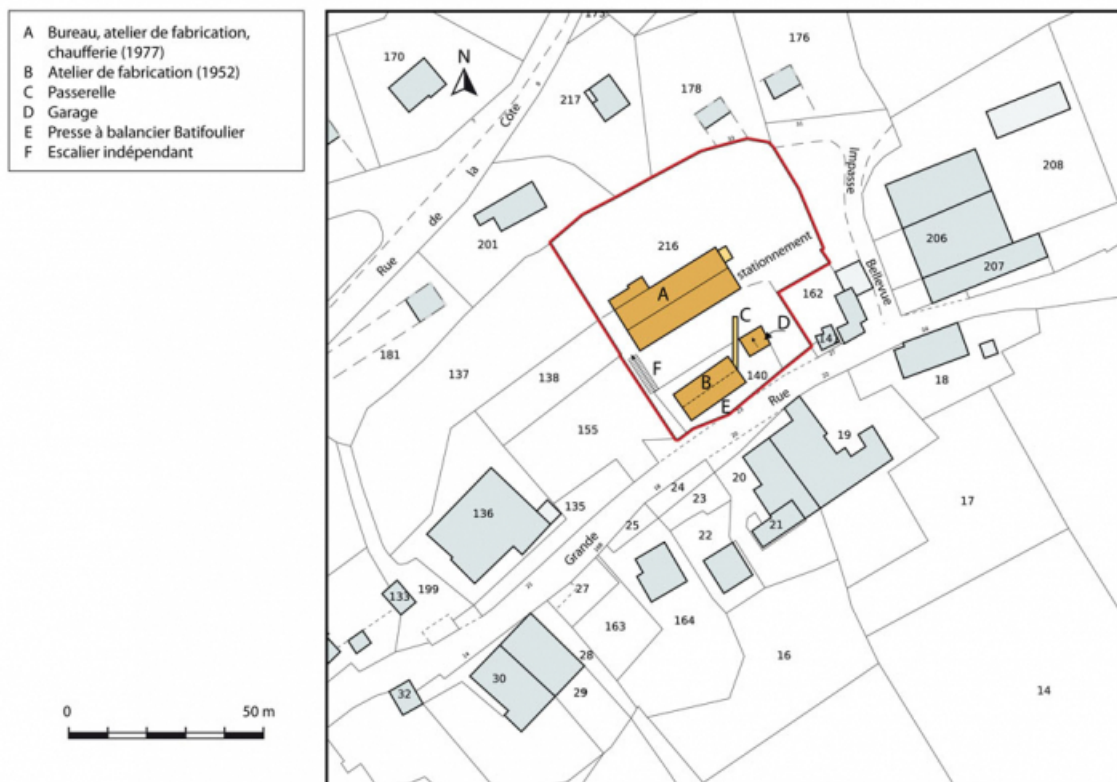 A Bureau, atelier de fabrication,
chaufferie (1977)
B Atelier de fabrication (1952)
C Passerelle
D Garage
E Presse à balancier Batifoulier
F Escalier indépendant
0 50 m
N
173
170
176
217
178
Rue de la Côte
Impasse Bellevue
208
201
216
206
207
stationnement
A
162
181
137
138
C
D
14
F
B
140
E
18
Rue
155
19
20
24
23
17
136
135
25
21
22
Grande
199
133
27
164
163
16
28
30
29
32
14